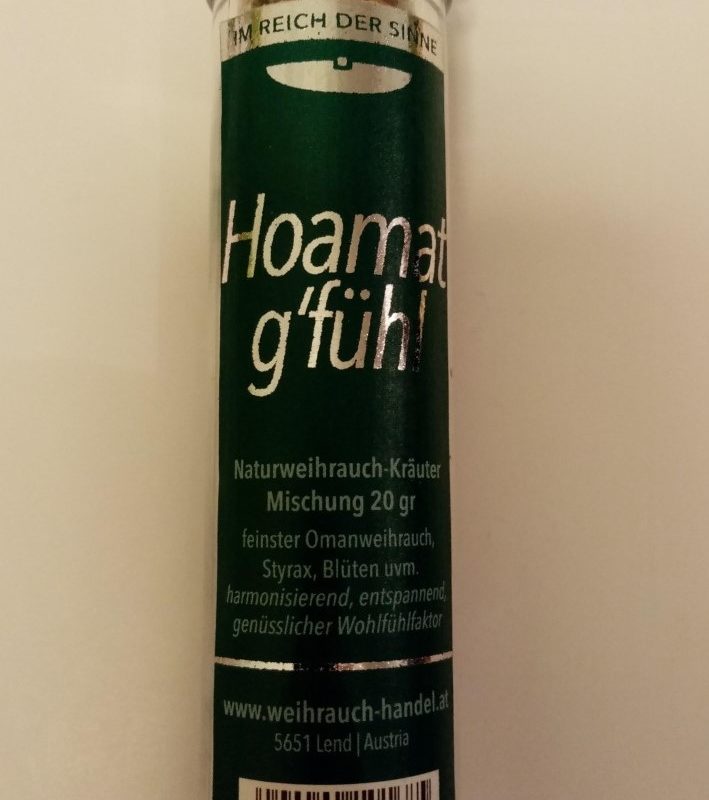 IM REICH DER SINNE
Hoamat
g'fühl
Naturweihrauch-Kräuter
Mischung 20 gr
feinster Omanweihrauch,
Styrax, Blüten uvm.
harmonisierend, entspannend,
genüsslicher Wohlfühlfaktor
www.weihrauch-handel.at
5651 Lend | Austria